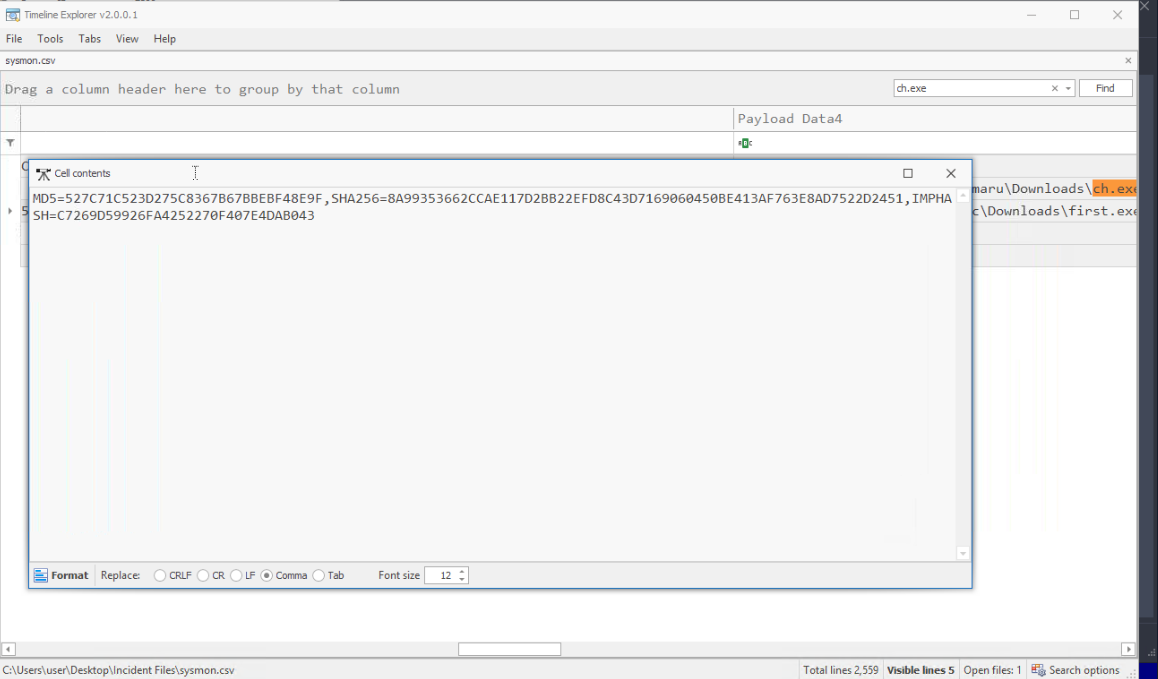 Timeline Explorer v2.0.0.1
File Tools Tabs View Help
sysmon.csv
Drag a column header here to group by that column
ch.exe
Find
Payload Data4
Cell contents
MD5=527C71C523D275C8367B67BBEBF48E9F,SHA256=8A99353662CCAE117D2BB22EFD8C43D7169060450BE413AF763E8AD7522D2451,IMPHA
SH=C7269D59926FA4252270F407E4DAB043
maru\Downloads\ch.exe
c\Downloads\first.exe
Format Replace: CRLF CR LF Comma Tab Font size 12
C:\Users\user\Desktop\Incident Files\sysmon.csv
Total lines 2,559 Visible lines 5 Open files: 1 Search options